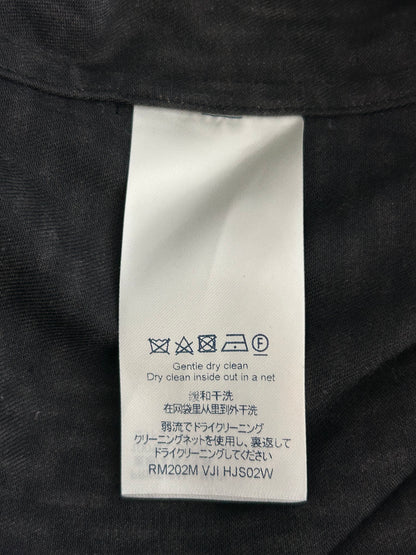 Gentle dry clean
Dry clean inside out in a net
缓和干洗
在网袋里从里到外干洗
弱流でドライクリーニング
クリーニングネットを使用し、裏返して
ドライクリーニングしてください
RM202M VJI HJS02W